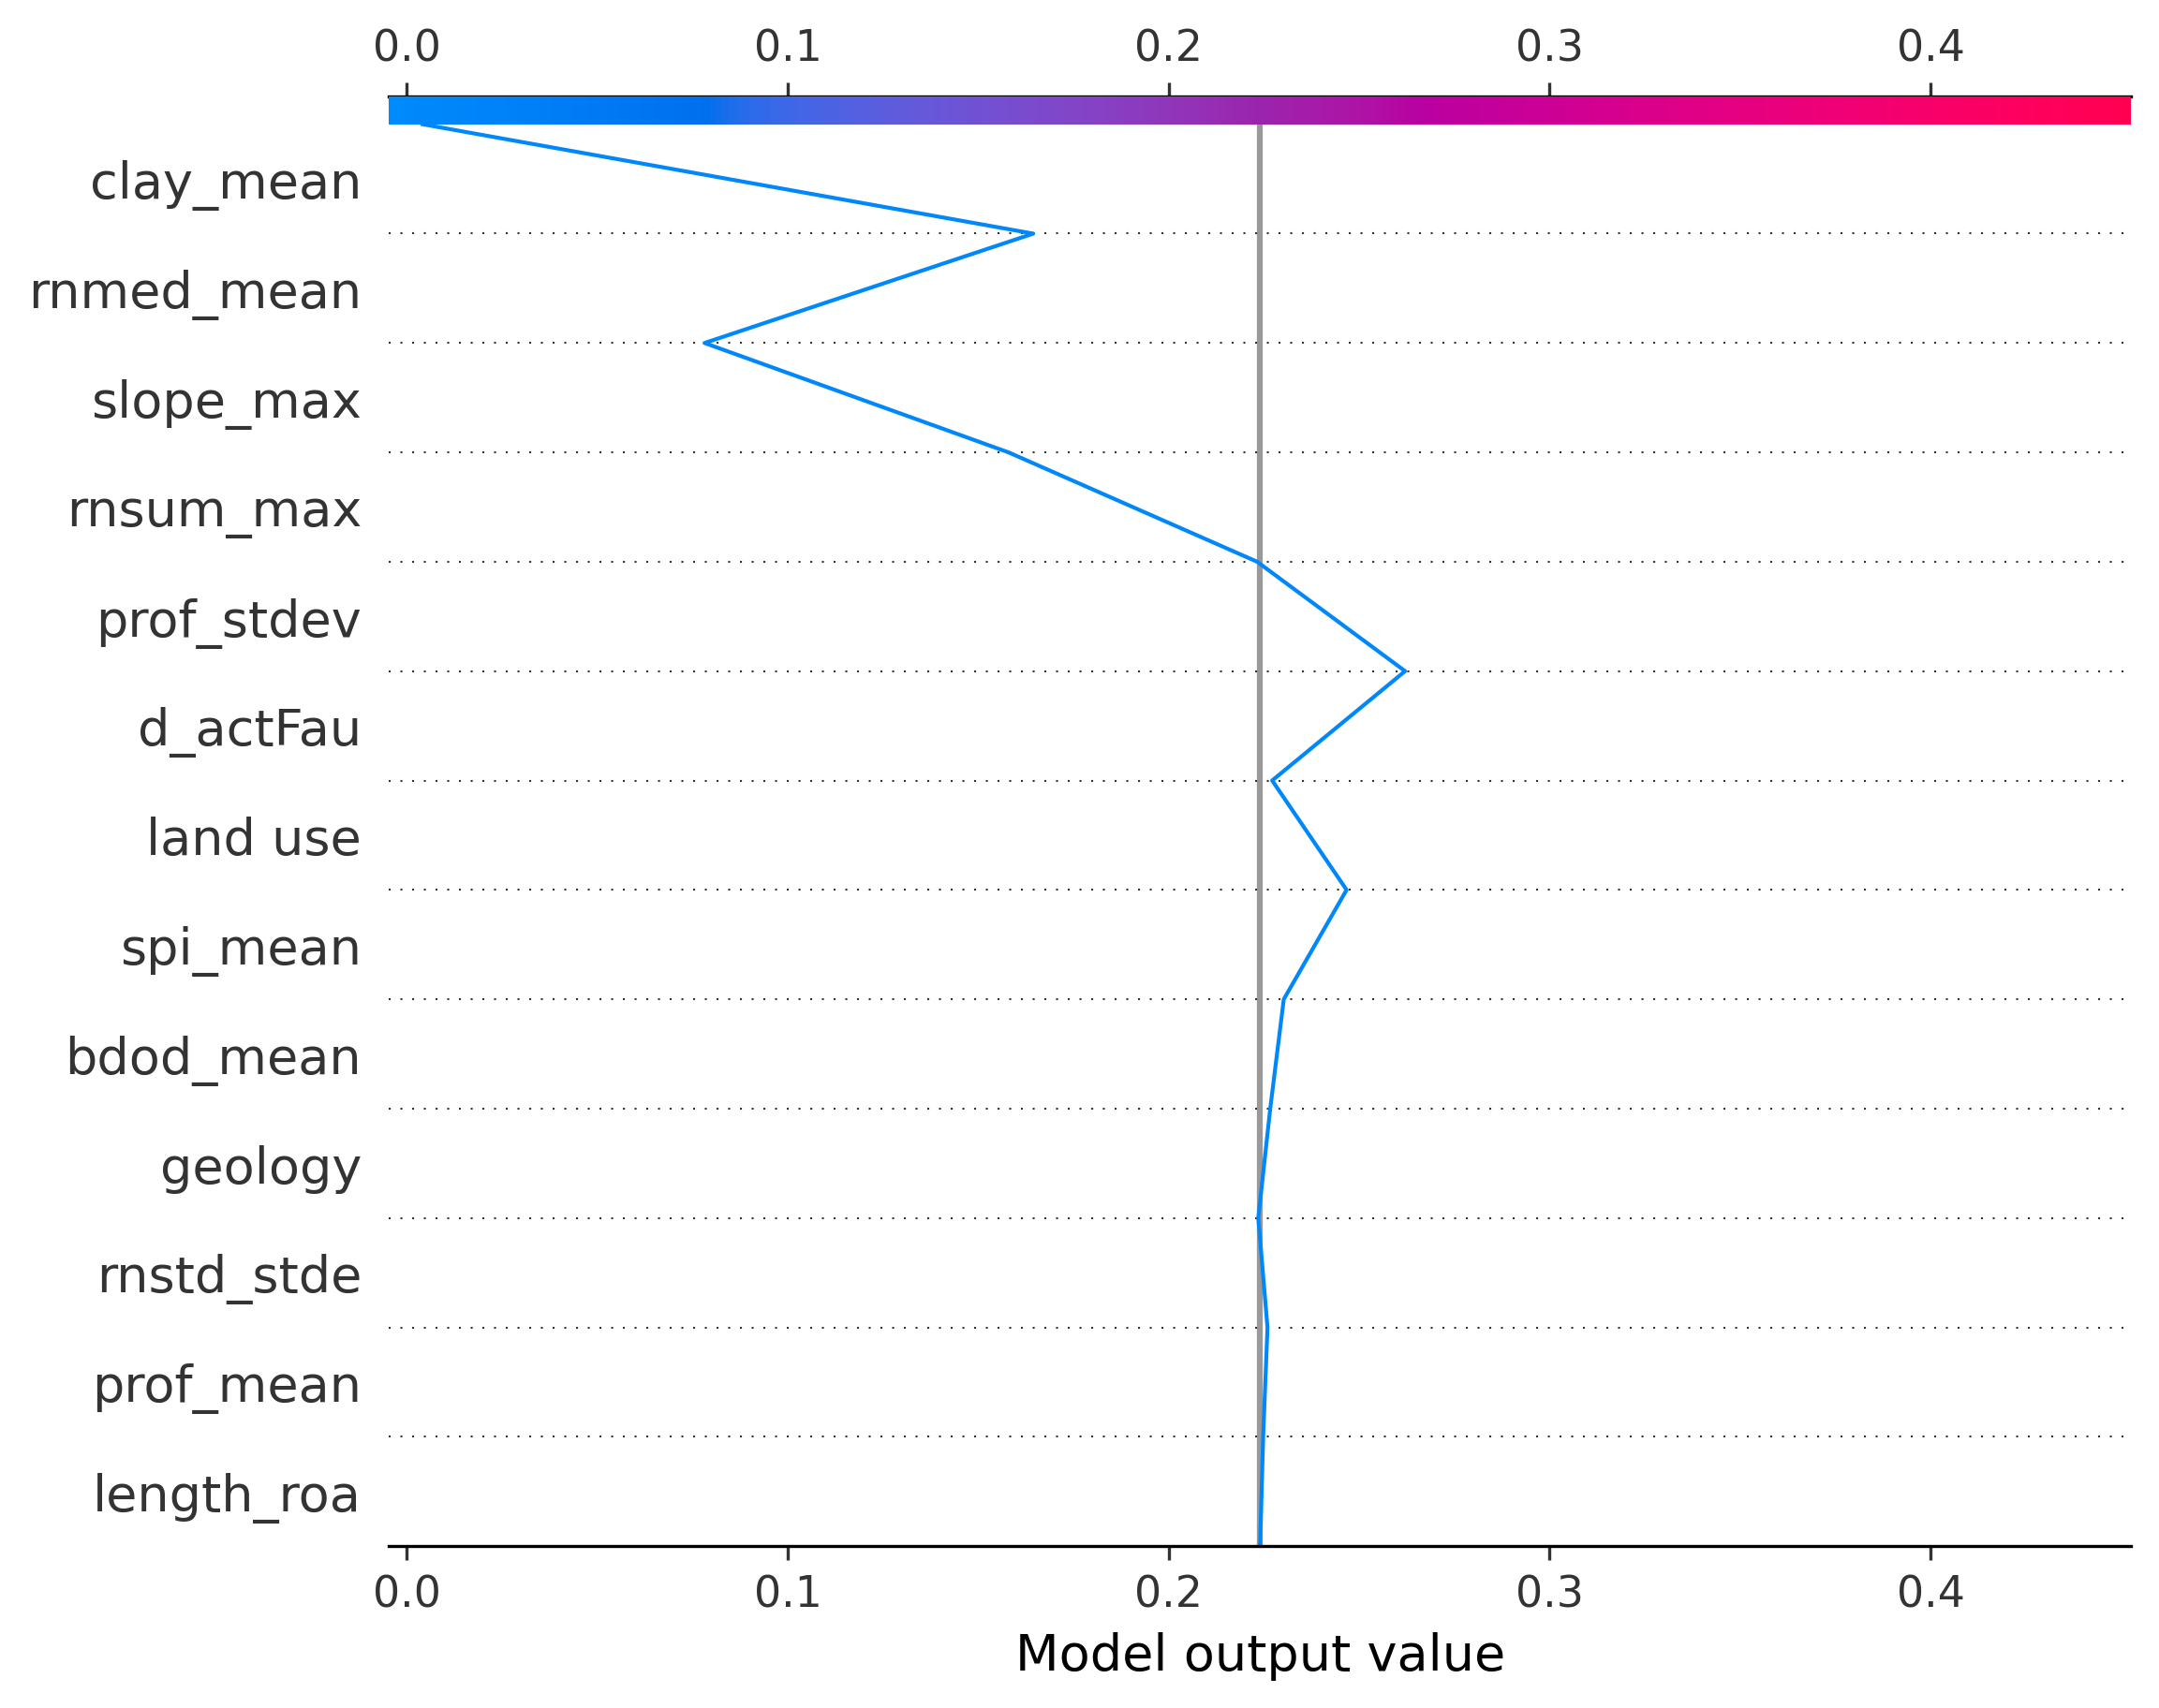 0.0 0.1 0.2 0.3 0.4
clay_mean
rnmed_mean
slope_max
rnsum_max
prof_stdev
d_actFau
land use
spi_mean
bdod_mean
geology
rnstd_stde
prof_mean
length_roa
0.0 0.1 0.2 0.3 0.4
Model output value